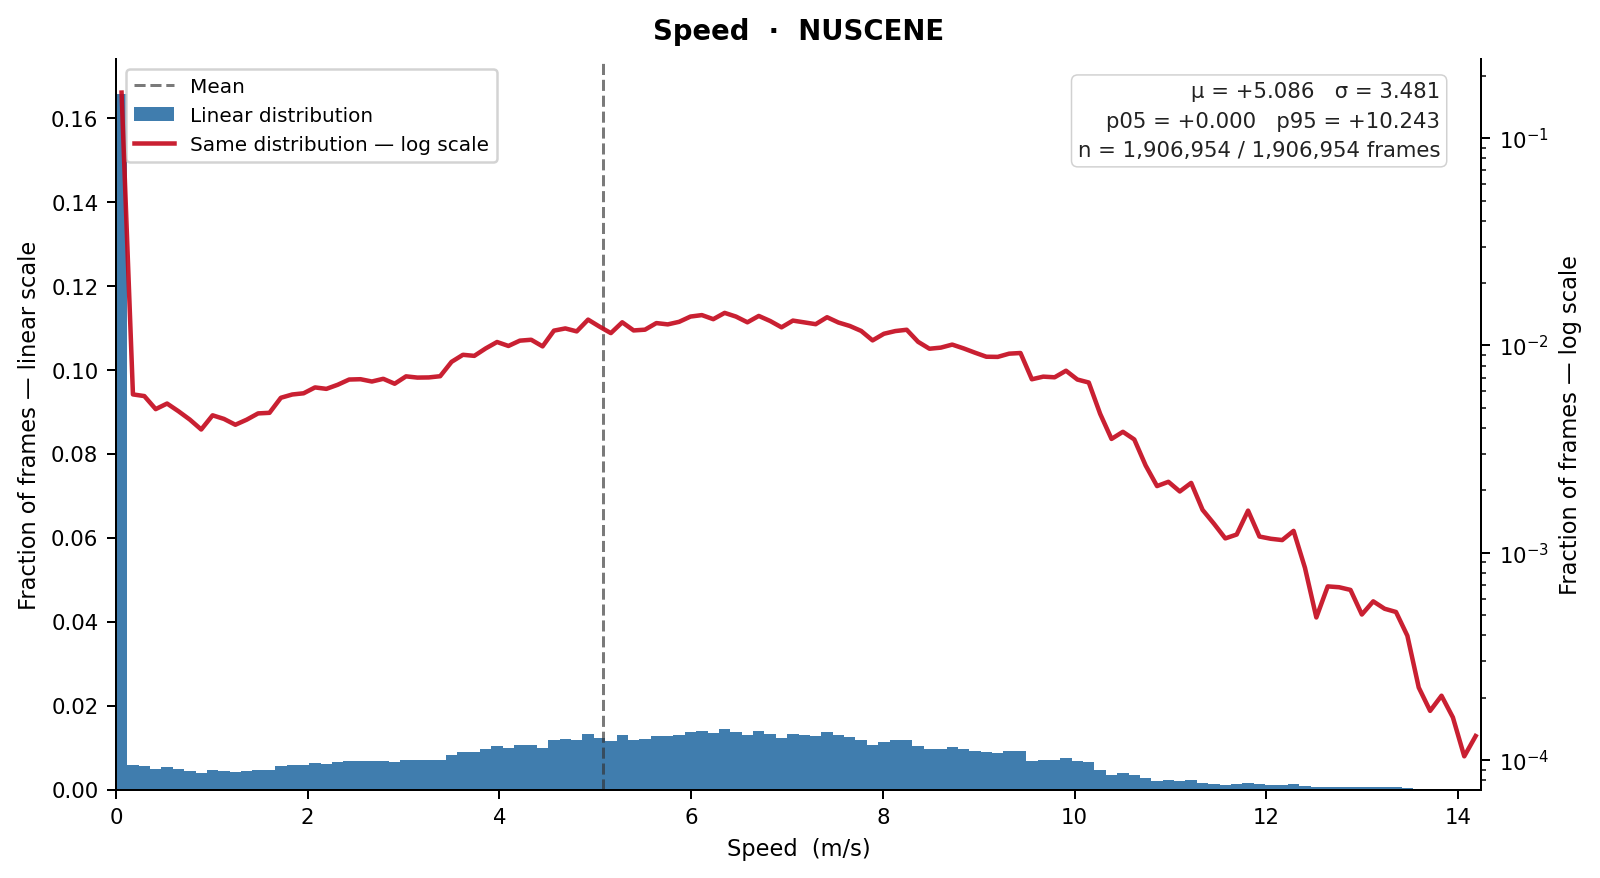 Speed · NUSCENE
Mean
Linear distribution
Same distribution — log scale
μ = +5.086 σ = 3.481
p05 = +0.000 p95 = +10.243
n = 1,906,954 / 1,906,954 frames
Fraction of frames — linear scale
0.16
0.14
0.12
0.10
0.08
0.06
0.04
0.02
0.00
10⁻¹
10⁻²
10⁻³
10⁻⁴
Fraction of frames — log scale
0 2 4 6 8 10 12 14
Speed (m/s)